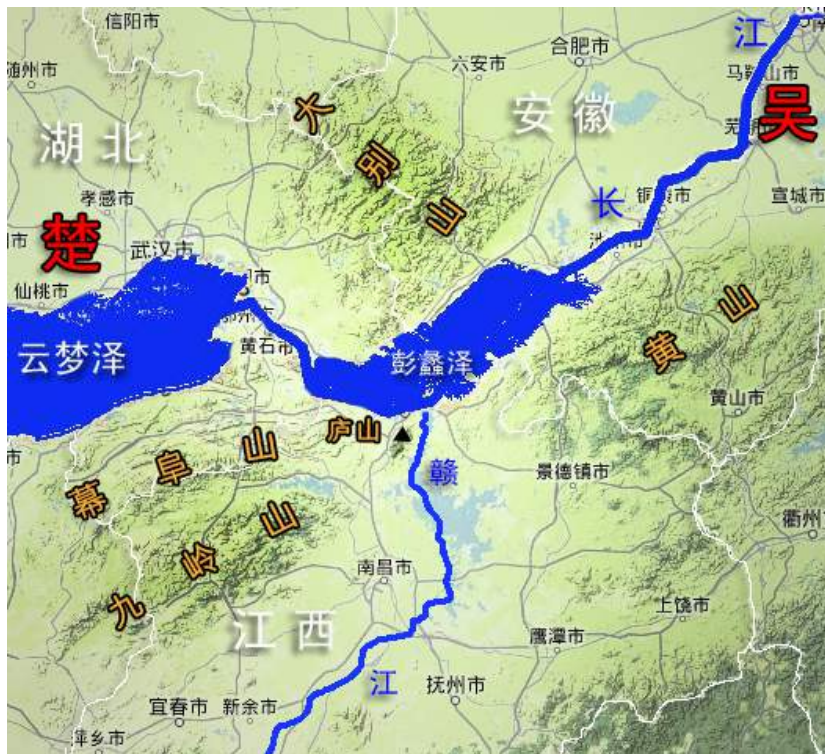 信阳市
江
合肥市
六安市
随州市
马鞍山市
大别山
安徽
吴
湖北
孝感市
长
铜陵市
宣城市
楚
武汉市
仙桃市
黄石市
云梦泽
彭蠡泽
黄山
黄山市
庐山
幕阜山
赣
景德镇市
九岭山
衢州市
南昌市
上饶市
江西
鹰潭市
江
抚州市
宜春市
新余市
萍乡市